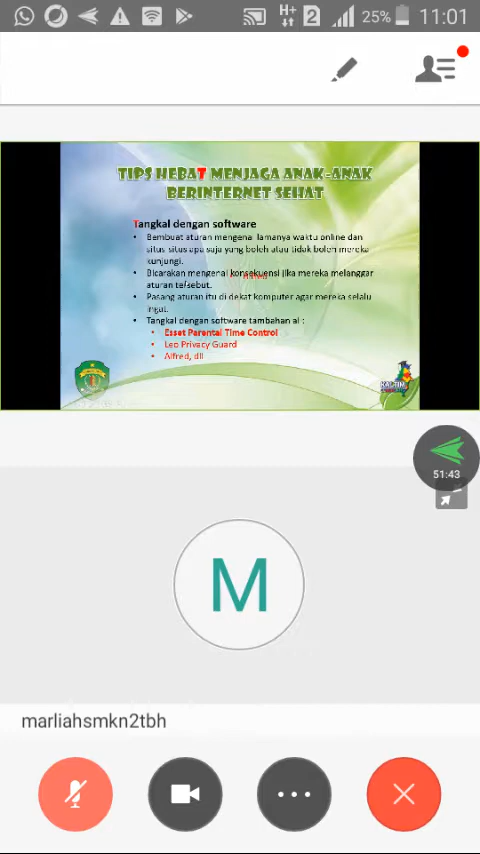 25% 11:01
H+ 2
TIPS HEBAT MENJAGA ANAK-ANAK
BERINTERNET SEHAT
Tangkal dengan software
• Bembuat aturan mengenai lamanya waktu online dan
situs-situs apa saja yang boleh atau tidak boleh mereka
kunjungi.
• Bicarakan mengenai konsekuensi jika mereka melanggar
aturan tersebut.
• Pasang aturan itu di dekat komputer agar mereka selalu
ingat.
• Tangkal dengan software tambahan al :
• Esset Parental Time Control
• Leo Privacy Guard
• Alfred, dll
KALTIM
51:43
M
marliahsmkn2tbh